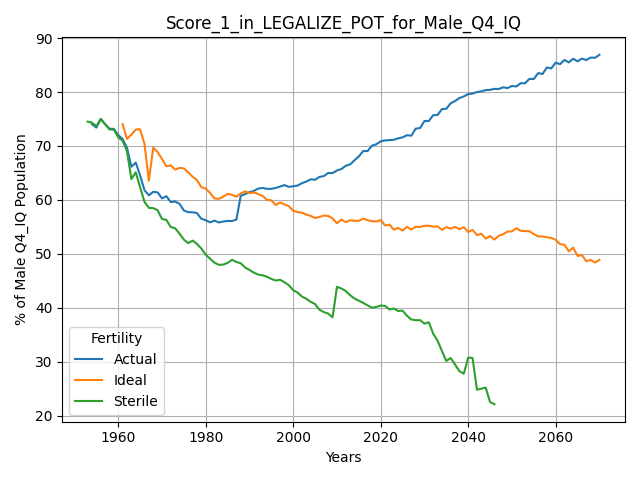 Score_1_in_LEGALIZE_POT_for_Male_Q4_IQ
% of Male Q4_IQ Population
90
80
70
60
50
40
30
20
Fertility
Actual
Ideal
Sterile
1960 1980 2000 2020 2040 2060
Years